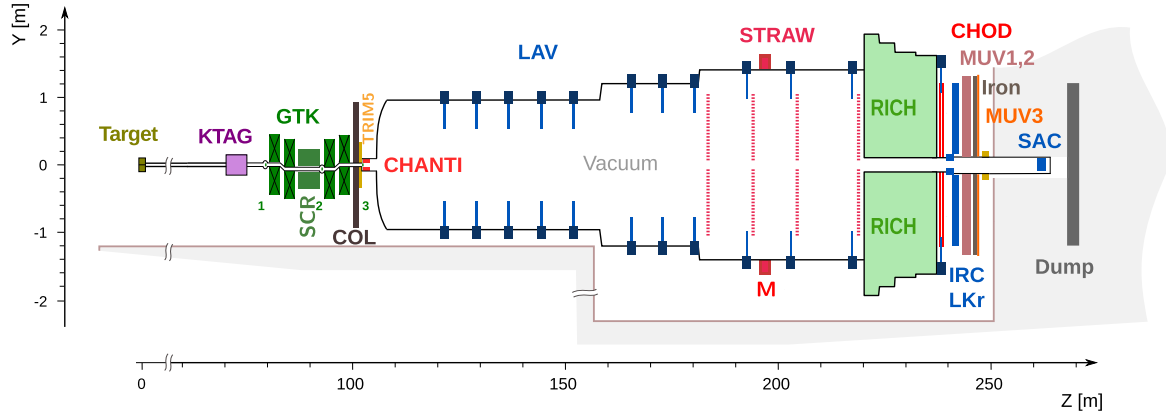 Y [m]
2
1
0
-1
-2
Target
KTAG
GTK
SCR
1
2
3
COL
TRIM5
CHANTI
LAV
Vacuum
STRAW
M
RICH
RICH
CHOD
MUV1,2
Iron
MUV3
SAC
IRC
LKr
Dump
0
100
150
200
250
Z [m]